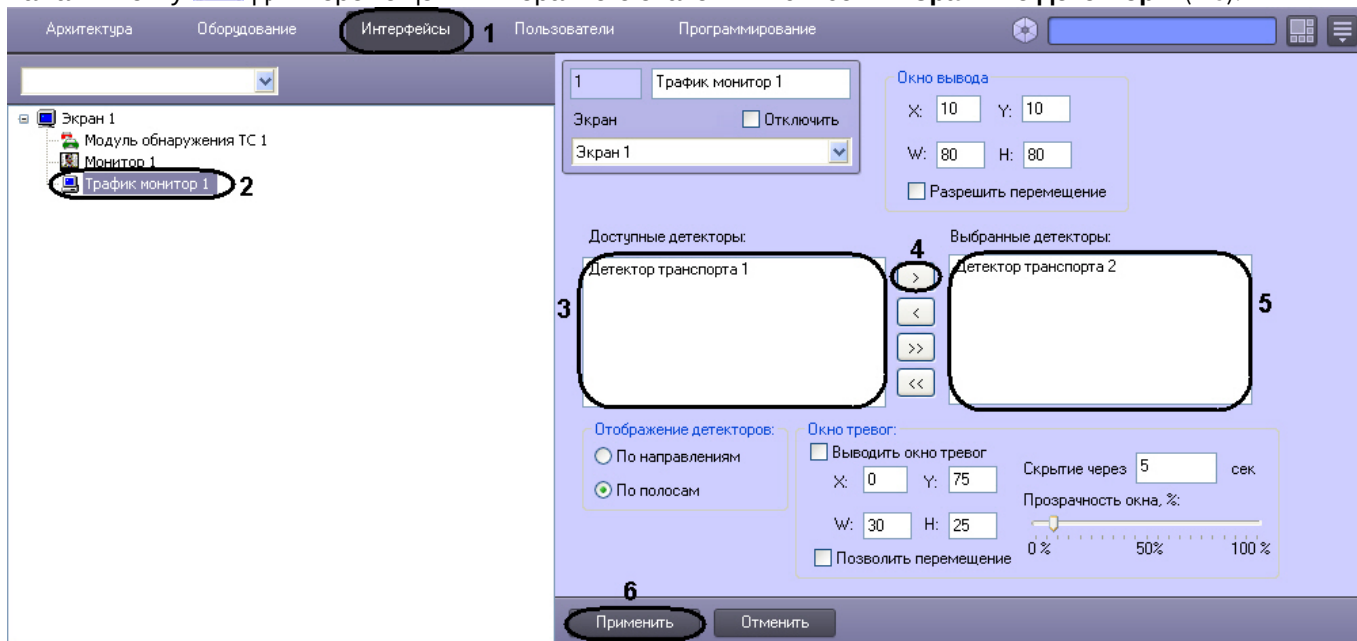 Архитектура Оборудование Интерфейсы 1 Пользователи Программирование
Экран 1
Модуль обнаружения ТС 1
Монитор 1
Трафик монитор 1 2
1 Трафик монитор 1
Экран Отключить
Экран 1
Окно вывода
X: 10 Y: 10
W: 80 H: 80
Разрешить перемещение
Доступные детекторы:
Детектор транспорта 1
3
4
>
<
>>
<<
Выбранные детекторы:
Детектор транспорта 2
5
Отображение детекторов:
По направлениям
По полосам
Окно тревог:
Выводить окно тревог
X: 0 Y: 75
W: 30 H: 25
Позволить перемещение
Скрытие через 5 сек
Прозрачность окна, %:
0 % 50% 100 %
6
Применить Отменить